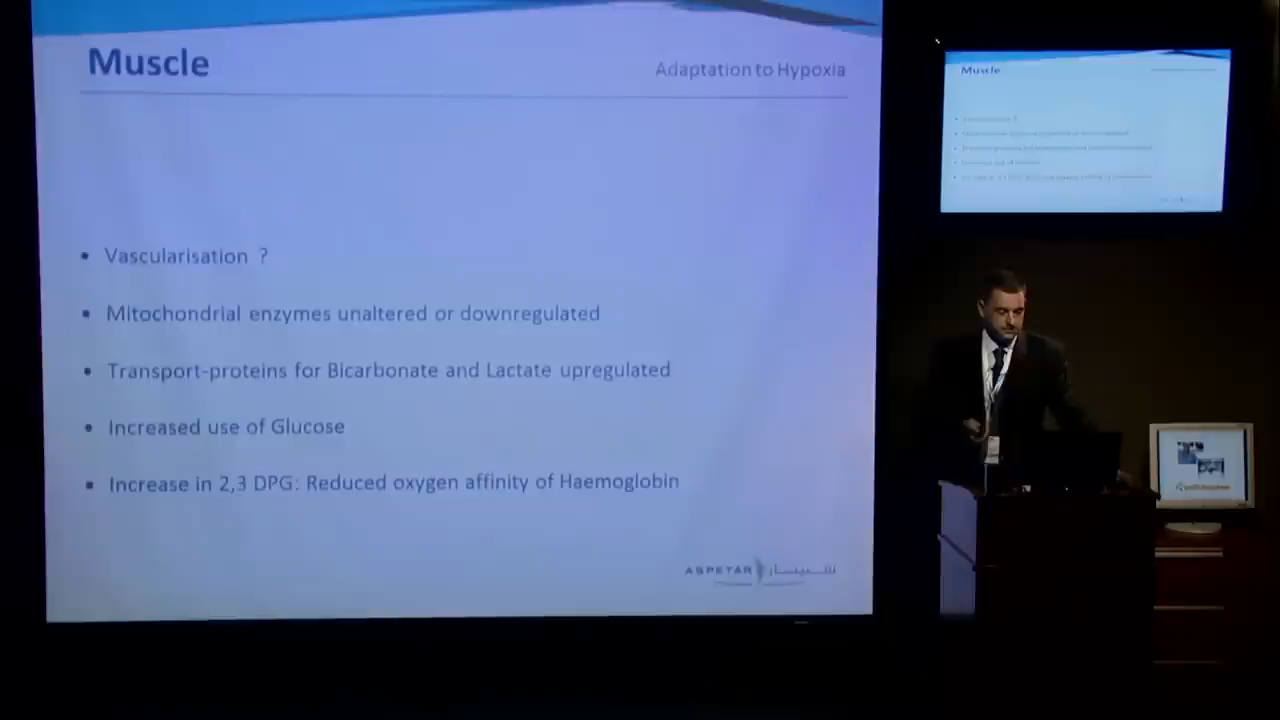 Muscle
Adaptation to Hypoxia
• Vascularisation ?
• Mitochondrial enzymes unaltered or downregulated
• Transport-proteins for Bicarbonate and Lactate upregulated
• Increased use of Glucose
• Increase in 2,3 DPG: Reduced oxygen affinity of Haemoglobin
ASPETAR سبيتار
Muscle